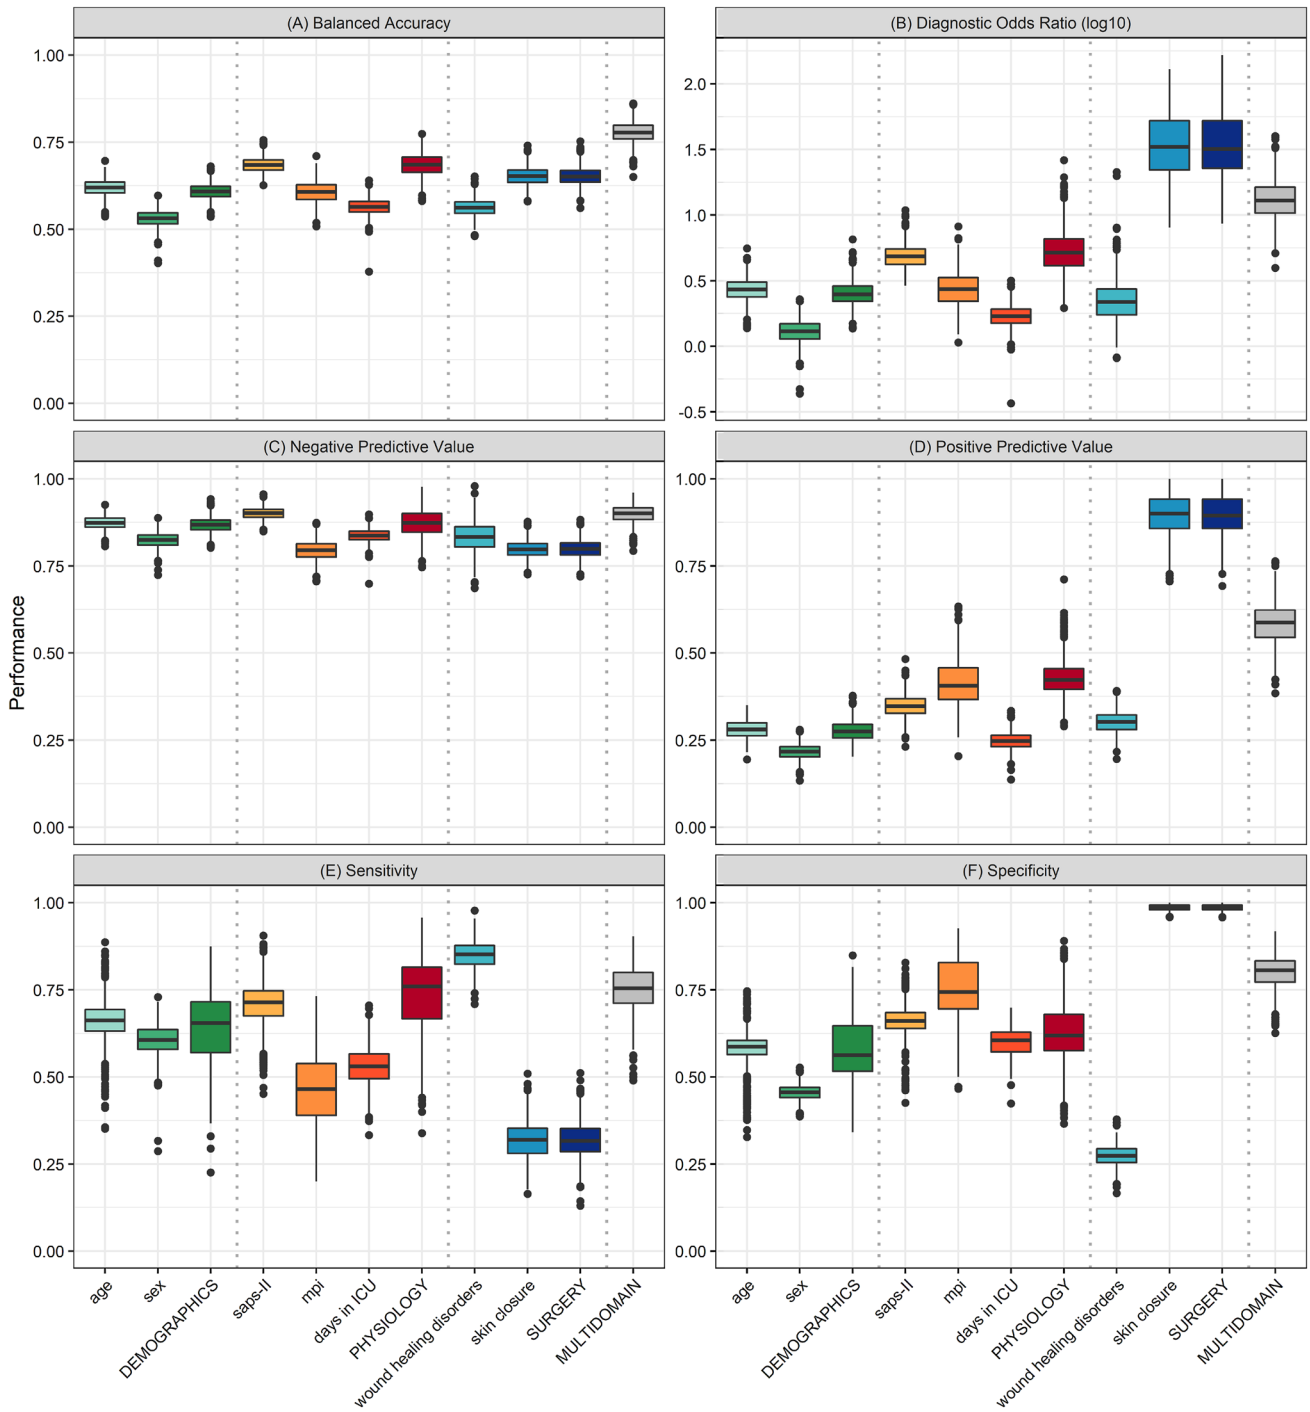 (A) Balanced Accuracy
(B) Diagnostic Odds Ratio (log10)
1.00
0.75
0.50
0.25
0.00
2.0
1.5
1.0
0.5
0.0
-0.5
(C) Negative Predictive Value
(D) Positive Predictive Value
1.00
0.75
0.50
0.25
0.00
1.00
0.75
0.50
0.25
0.00
Performance
(E) Sensitivity
(F) Specificity
1.00
0.75
0.50
0.25
0.00
1.00
0.75
0.50
0.25
0.00
age
sex
DEMOGRAPHICS
saps-II
mpi
days in ICU
PHYSIOLOGY
wound healing disorders
skin closure
SURGERY
MULTIDOMAIN
age
sex
DEMOGRAPHICS
saps-II
mpi
days in ICU
PHYSIOLOGY
wound healing disorders
skin closure
SURGERY
MULTIDOMAIN